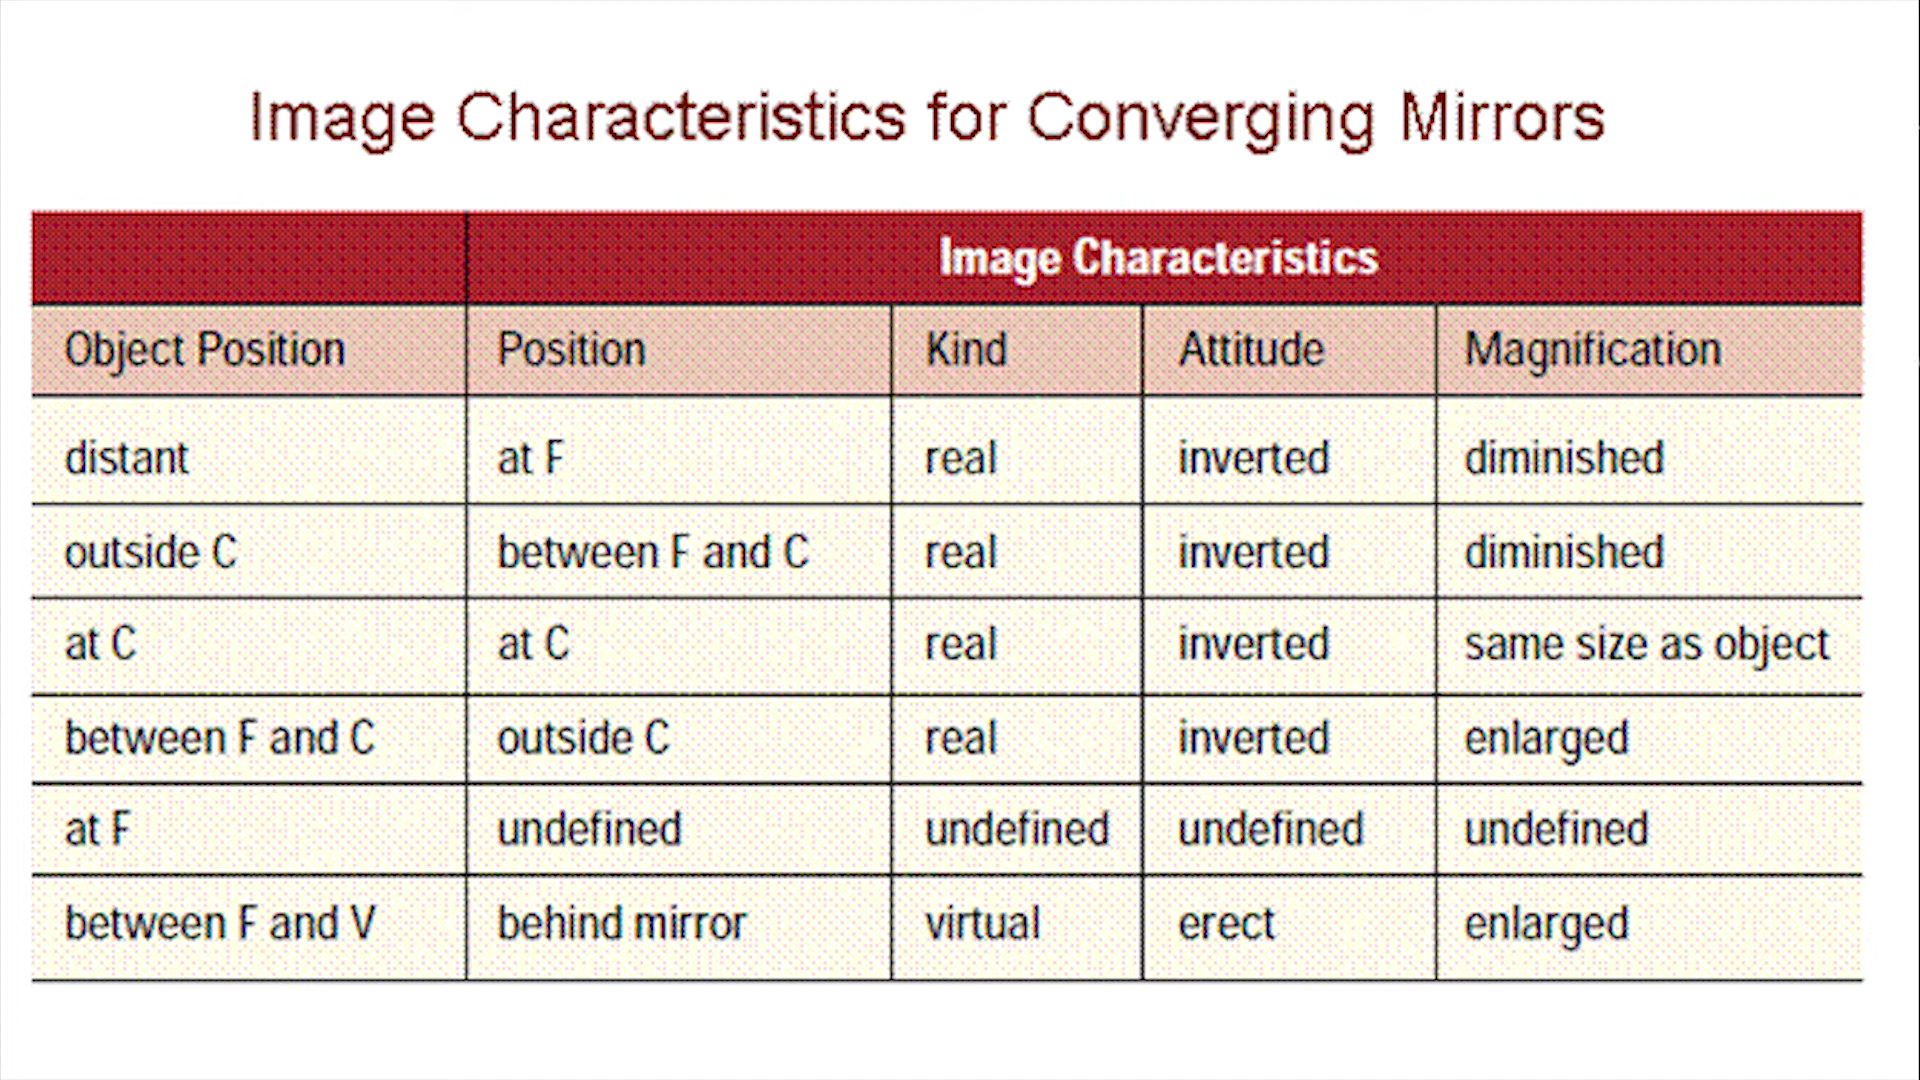 Image Characteristics for Converging Mirrors
Image Characteristics
Object Position Position Kind Attitude Magnification
distant at F real inverted diminished
outside C between F and C real inverted diminished
at C at C real inverted same size as object
between F and C outside C real inverted enlarged
at F undefined undefined undefined undefined
between F and V behind mirror virtual erect enlarged